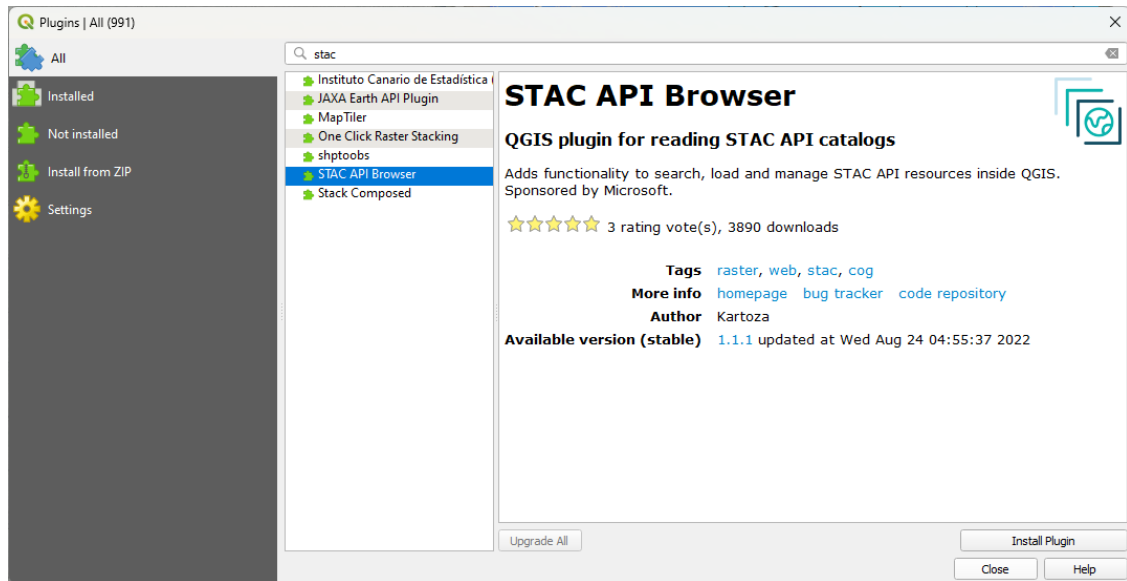 Plugins | All (991)
All
Installed
Not installed
Install from ZIP
Settings
stac
Instituto Canario de Estadística
JAXA Earth API Plugin
MapTiler
One Click Raster Stacking
shptoobs
STAC API Browser
Stack Composed
STAC API Browser
QGIS plugin for reading STAC API catalogs
Adds functionality to search, load and manage STAC API resources inside QGIS.
Sponsored by Microsoft.
3 rating vote(s), 3890 downloads
Tags raster, web, stac, cog
More info homepage bug tracker code repository
Author Kartoza
Available version (stable) 1.1.1 updated at Wed Aug 24 04:55:37 2022
Upgrade All
Install Plugin
Close Help